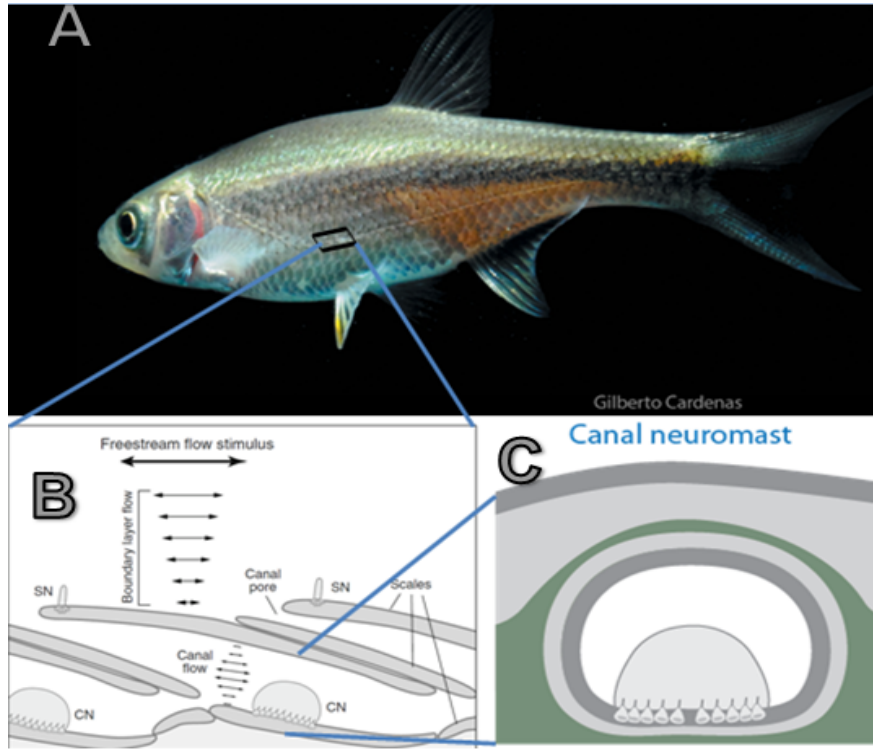 A
Gilberto Cardenas
B
Freestream flow stimulus
Boundary layer flow
SN
Canal
pore
SN
Scales
Canal
flow
CN
CN
C
Canal neuromast